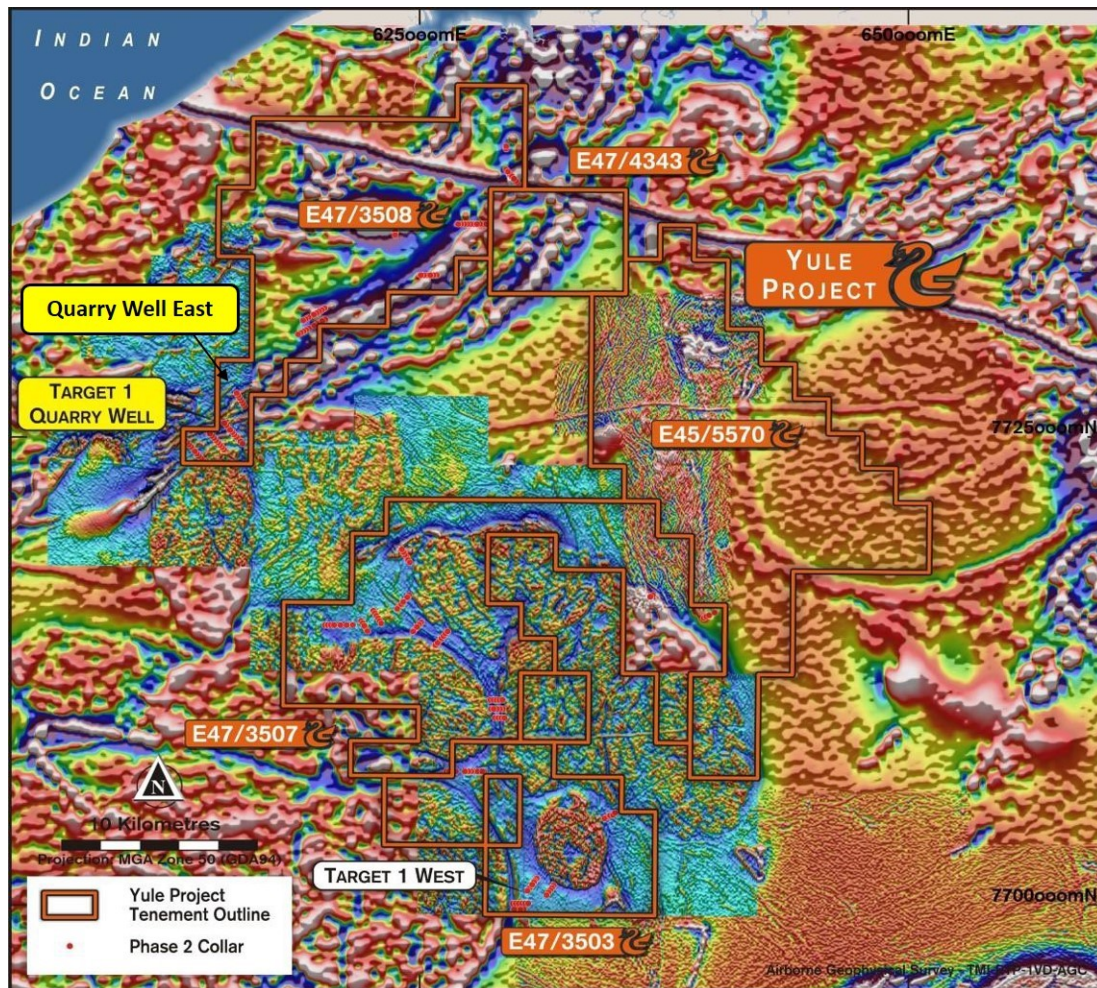 INDIAN
OCEAN
625000mE
650000mE
E47/4343
E47/3508
YULE
PROJECT
Quarry Well East
TARGET 1
QUARRY WELL
7725000mN
E45/5570
E47/3507
N
10 Kilometres
Projection: MGA Zone 50 (GDA94)
TARGET 1 WEST
7700000mN
Yule Project
Tenement Outline
Phase 2 Collar
E47/3503
Airborne Geophysical Survey - TMI-RTP-1VD-AGC